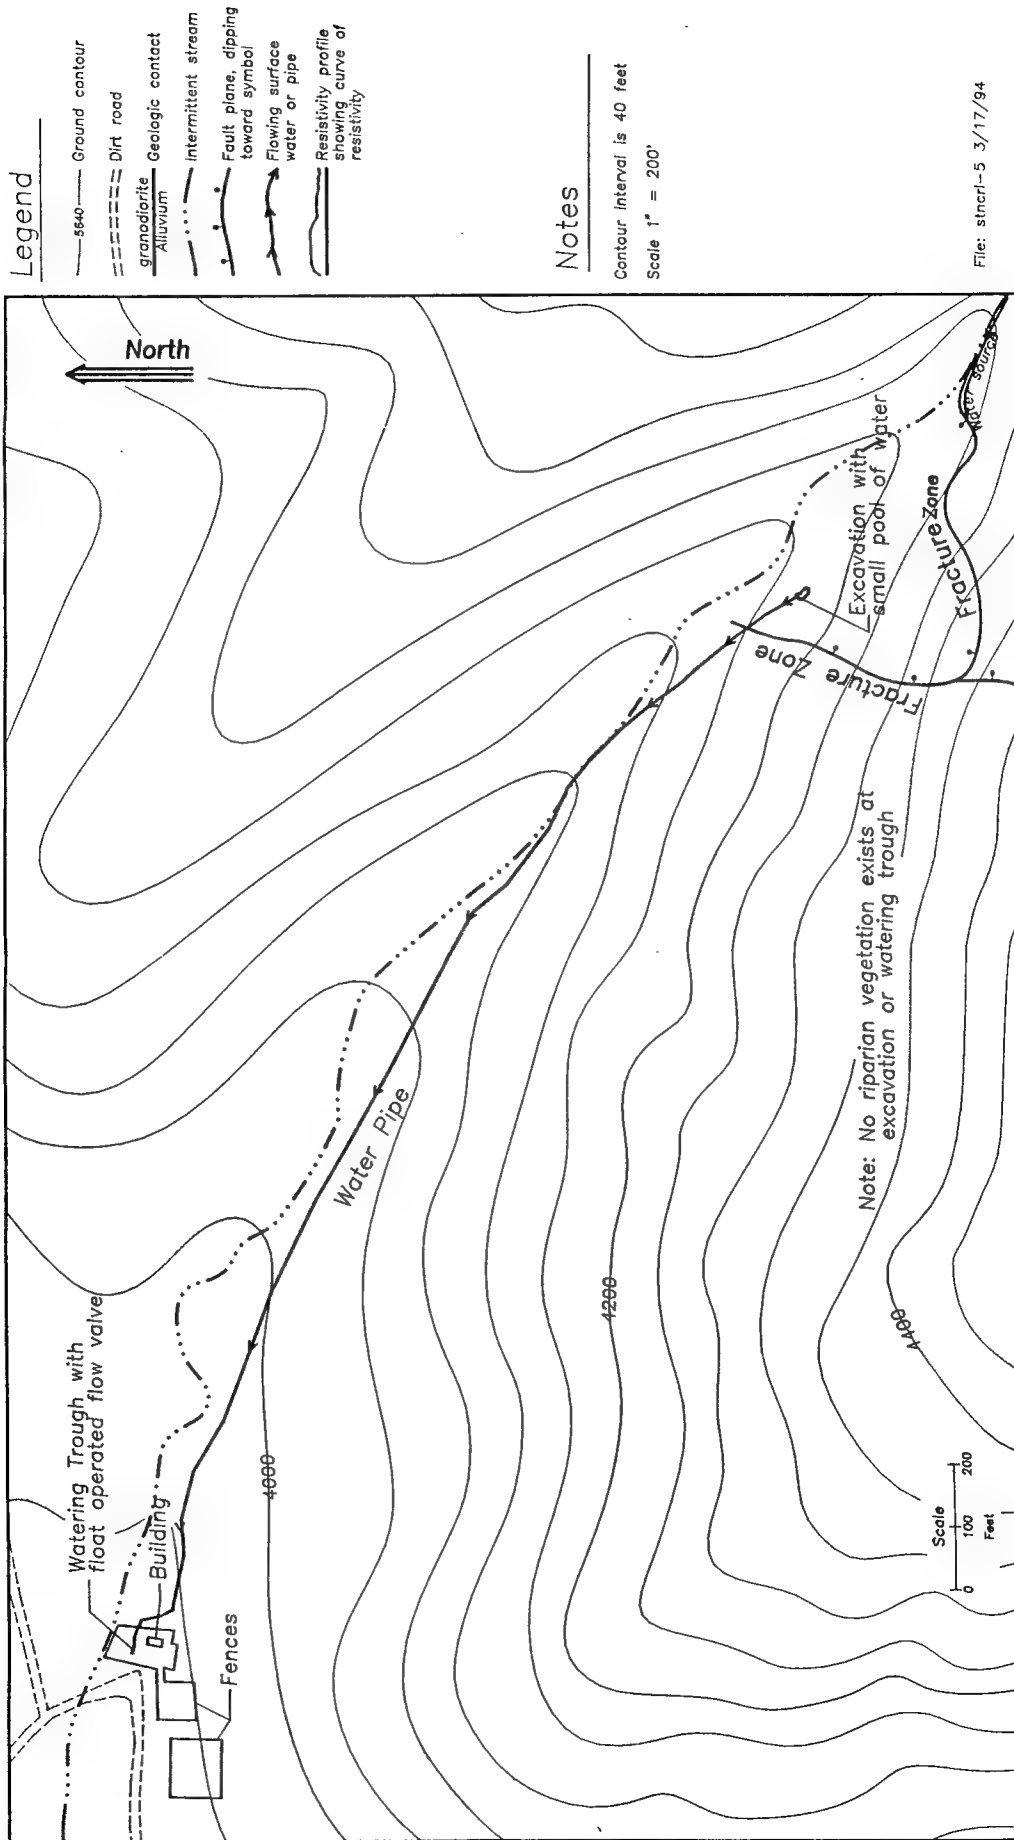 Legend
5640
Ground contour
Dirt road
granodiorite
Alluvium
Geologic contact
Intermittent stream
Fault plane, dipping
toward symbol
Flowing surface
water or pipe
Resistivity profile
showing curve of
resistivity
Notes
Contour Interval is 40 feet
Scale 1" = 200'
File: stncrl-5 3/17/94
North
Watering Trough with
float operated flow valve
Building
Fences
4000
Water Pipe
4200
4400
Excavation with
small pool of water
Fracture Zone
Fracture Zone
Water source
Note: No riparian vegetation exists at
excavation or watering trough
Scale
0 100 200
Feet